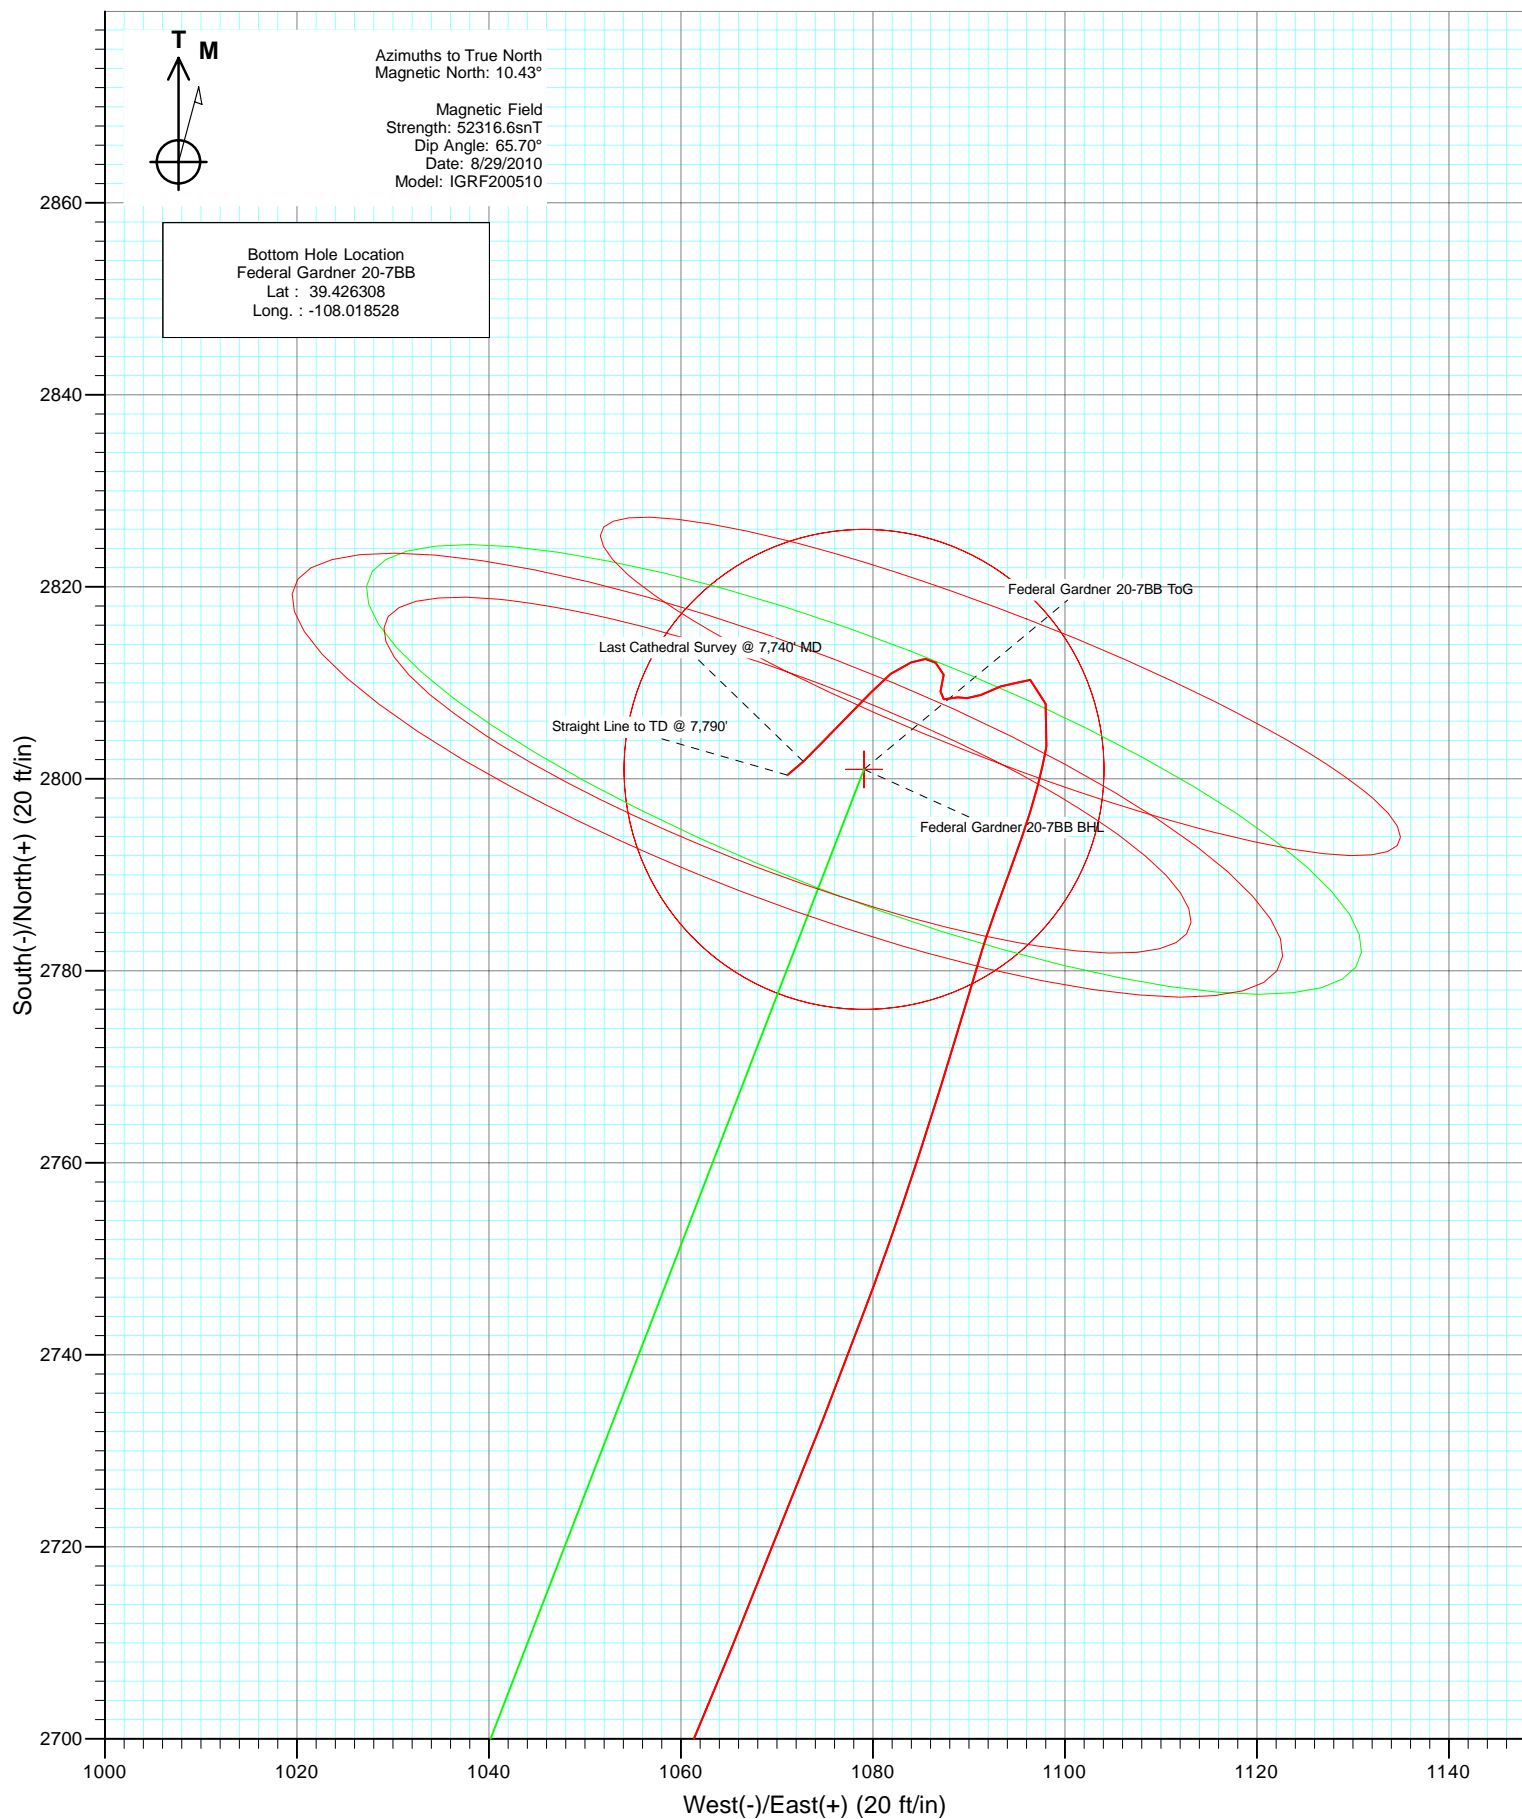 T
M
Azimuths to True North
Magnetic North: 10.43°
Magnetic Field
Strength: 52316.6snT
Dip Angle: 65.70°
Date: 8/29/2010
Model: IGRF200510
Bottom Hole Location
Federal Gardner 20-7BB
Lat : 39.426308
Long. : -108.018528
2860
2840
2820
2800
2780
2760
2740
2720
2700
South(-)/North(+) (20 ft/in)
Federal Gardner 20-7BB ToG
Last Cathedral Survey @ 7,740' MD
Straight Line to TD @ 7,790'
Federal Gardner 20-7BB BHL
1000 1020 1040 1060 1080 1100 1120 1140
West(-)/East(+) (20 ft/in)